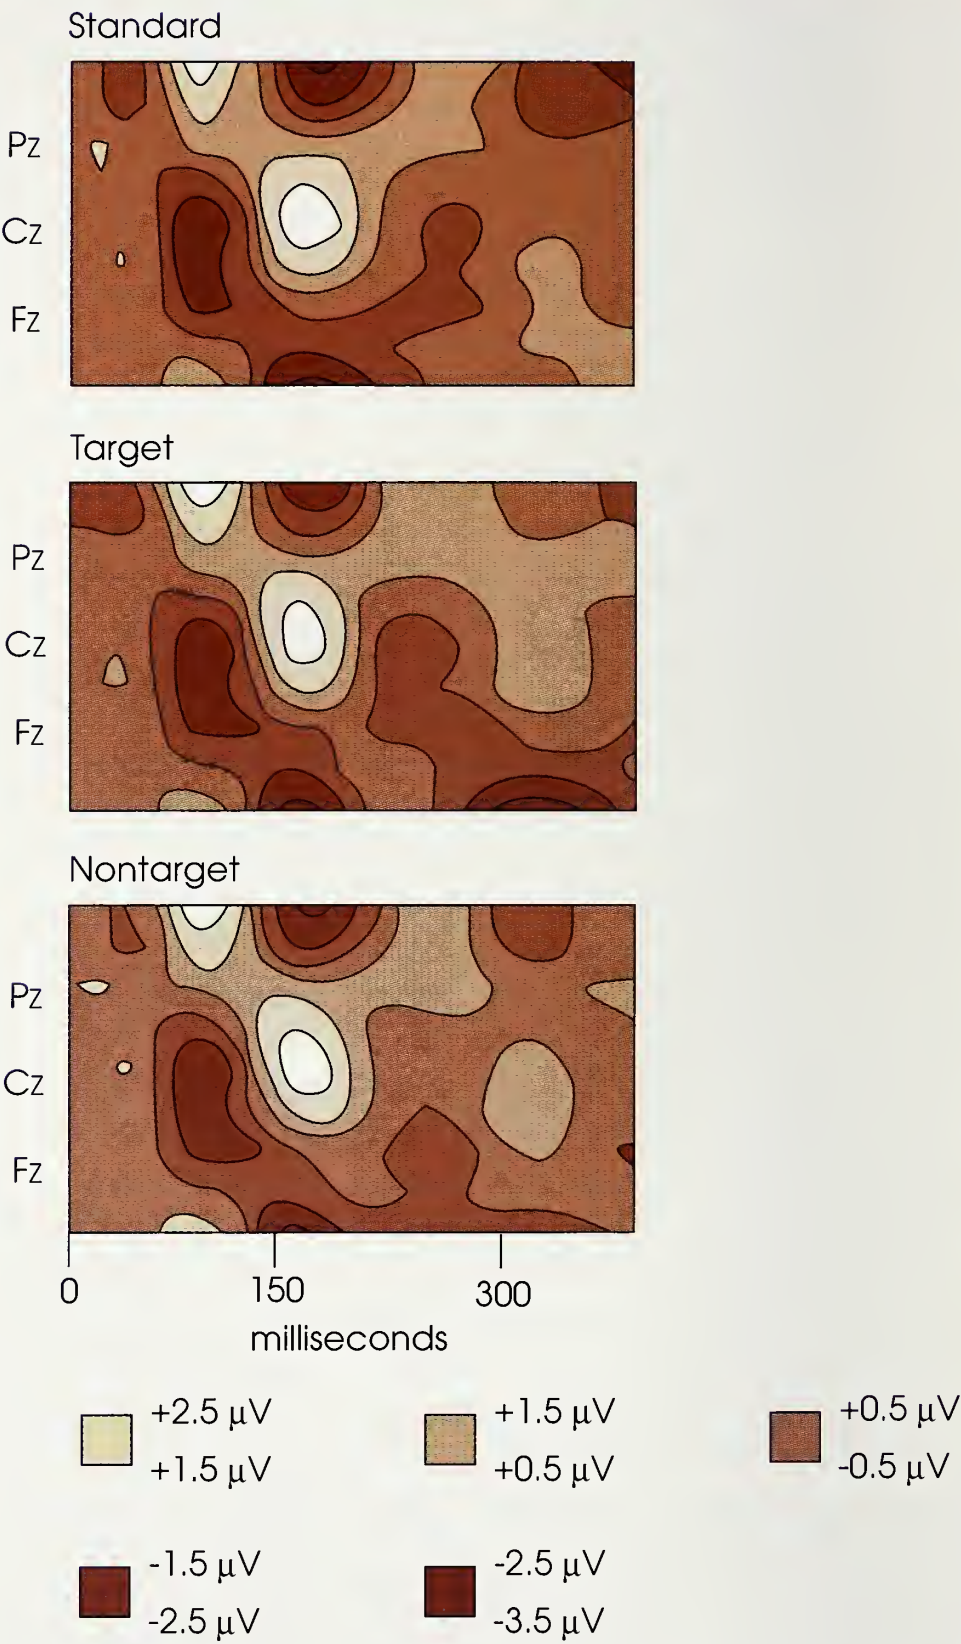 Standard
Pz
Cz
Fz
Target
Pz
Cz
Fz
Nontarget
Pz
Cz
Fz
0 150 300
milliseconds
+2.5 μV +1.5 μV +0.5 μV
+1.5 μV +0.5 μV -0.5 μV
-1.5 μV -2.5 μV
-2.5 μV -3.5 μV